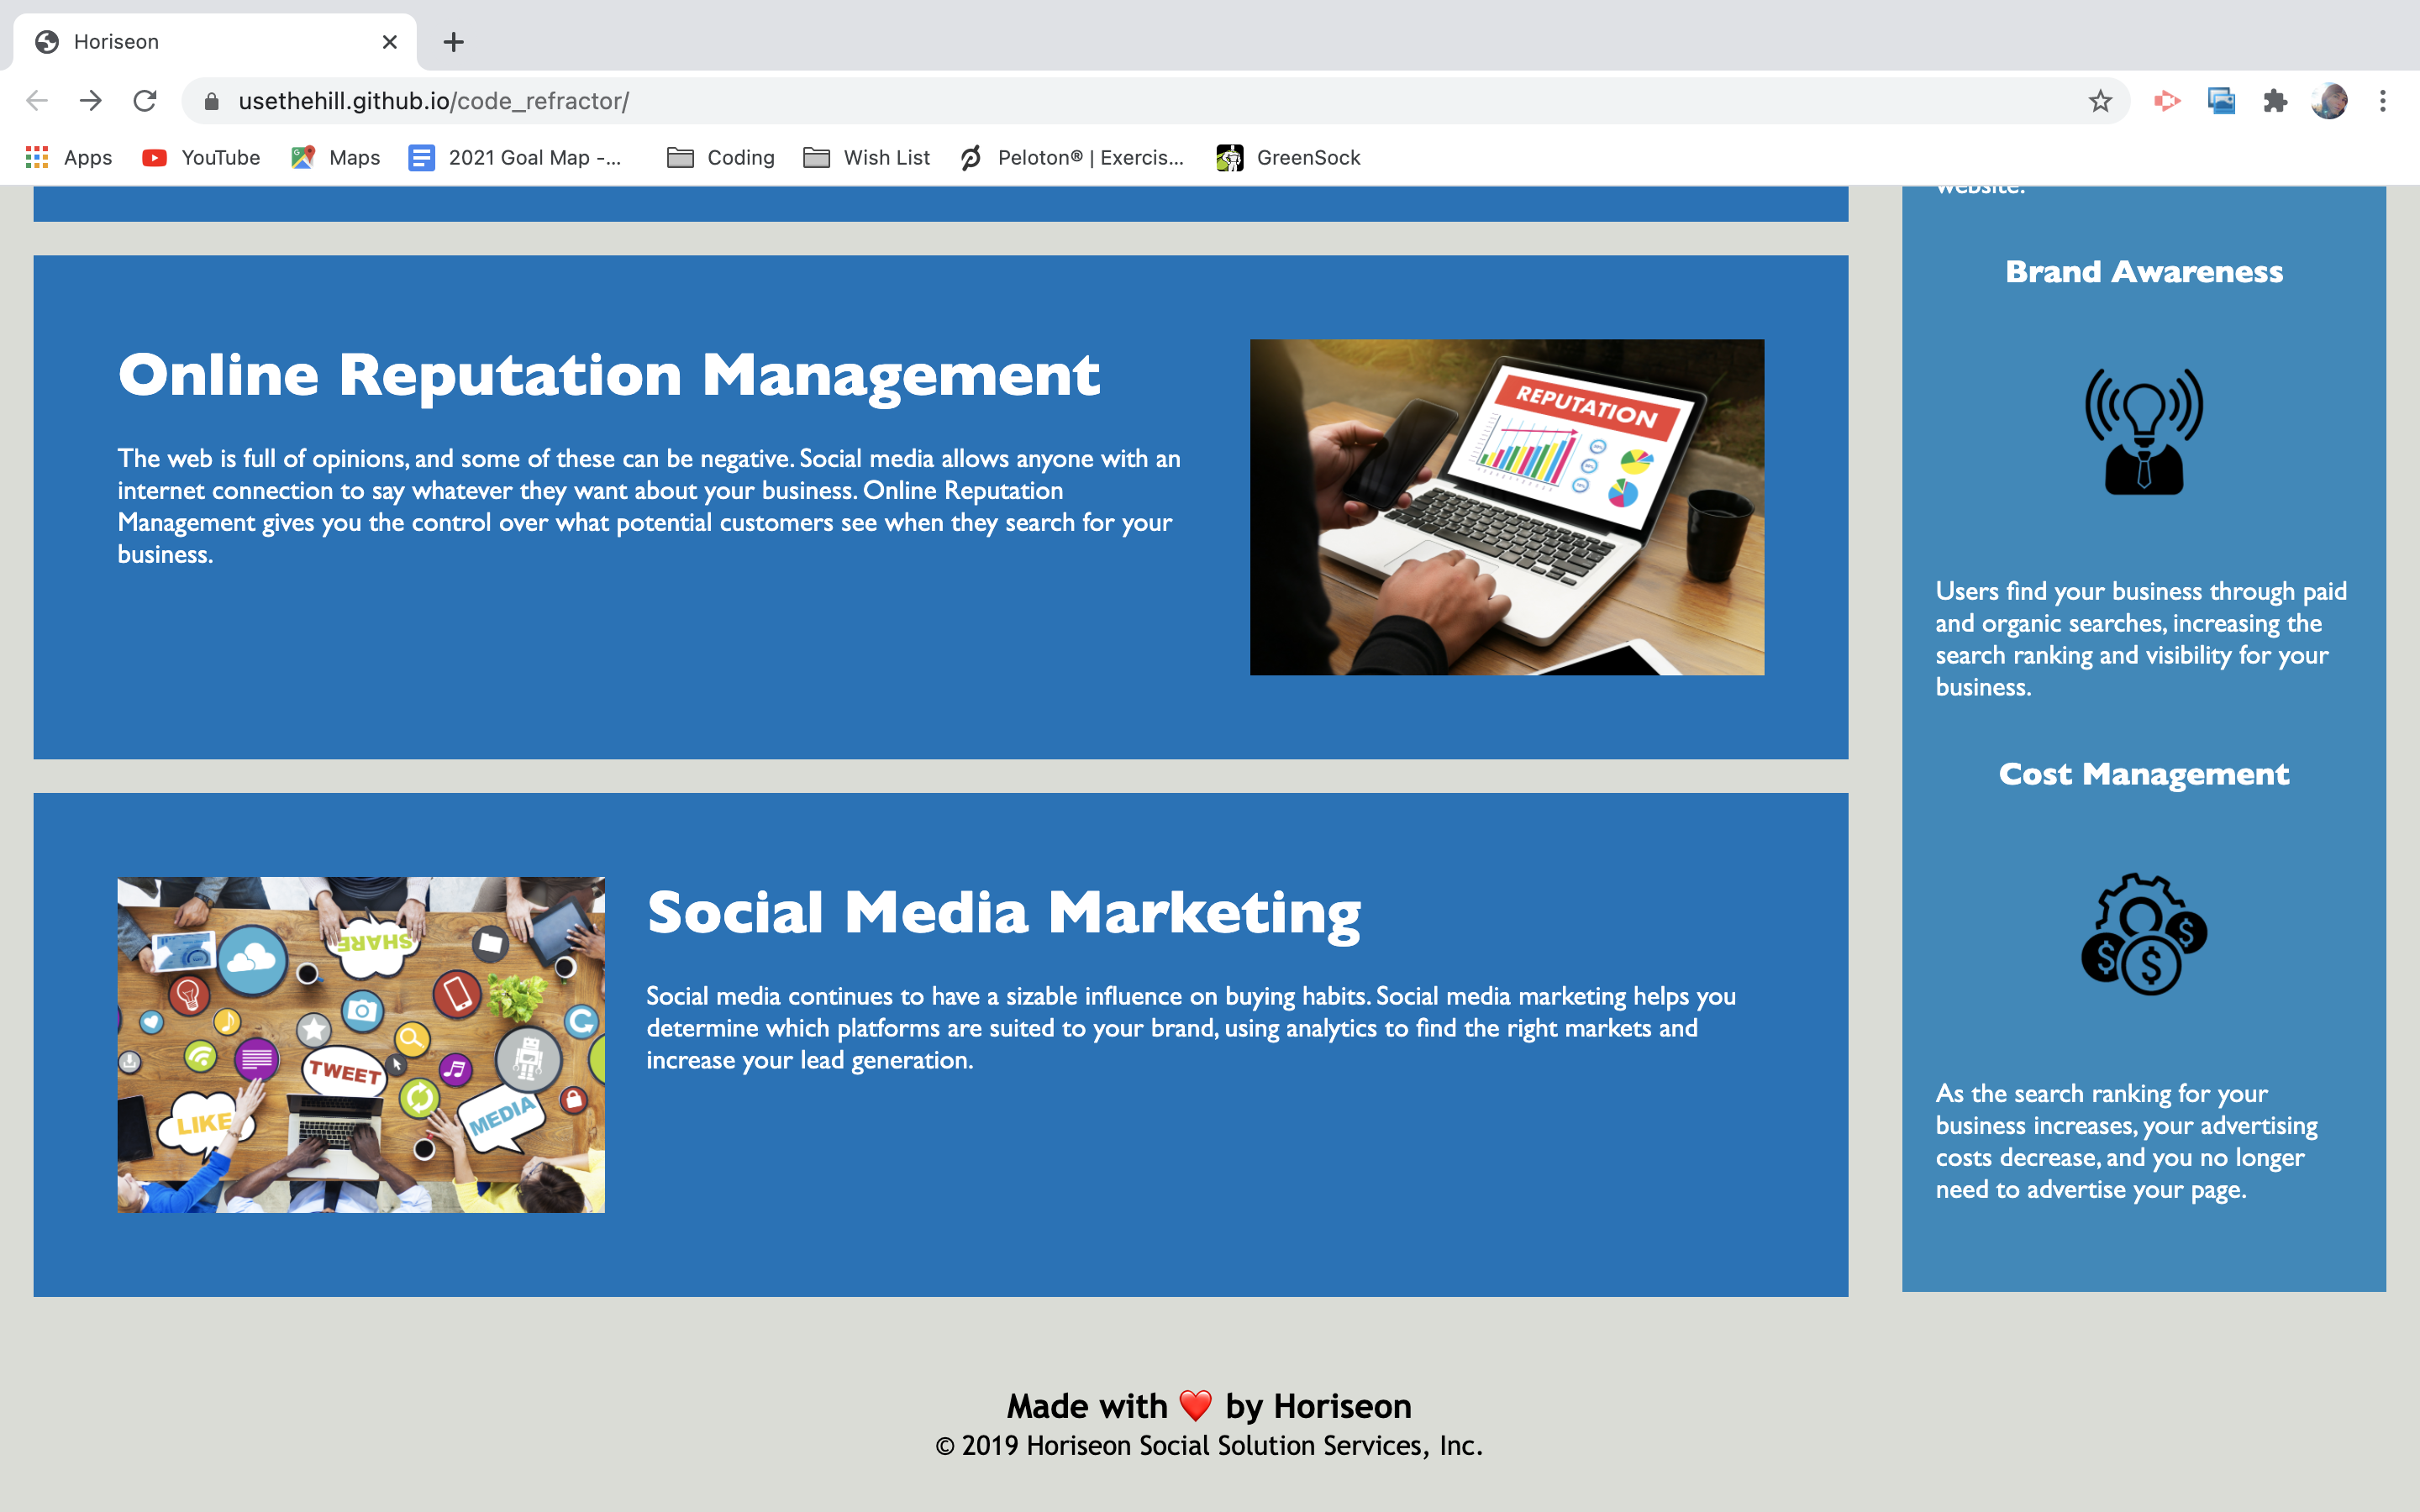 Horiseon
usethehill.github.io/code_refractor/
Apps
YouTube
Maps
2021 Goal Map -...
Coding
Wish List
Peloton® | Exercis...
GreenSock
Online Reputation Management
The web is full of opinions, and some of these can be negative. Social media allows anyone with an
internet connection to say whatever they want about your business. Online Reputation
Management gives you the control over what potential customers see when they search for your
business.
REPUTATION
Social Media Marketing
Social media continues to have a sizable influence on buying habits. Social media marketing helps you
determine which platforms are suited to your brand, using analytics to find the right markets and
increase your lead generation.
SHARE
TWEET
LIKE
MEDIA
website.
Brand Awareness
Users find your business through paid
and organic searches, increasing the
search ranking and visibility for your
business.
Cost Management
$
$
$
As the search ranking for your
business increases, your advertising
costs decrease, and you no longer
need to advertise your page.
Made with ❤️ by Horiseon
© 2019 Horiseon Social Solution Services, Inc.